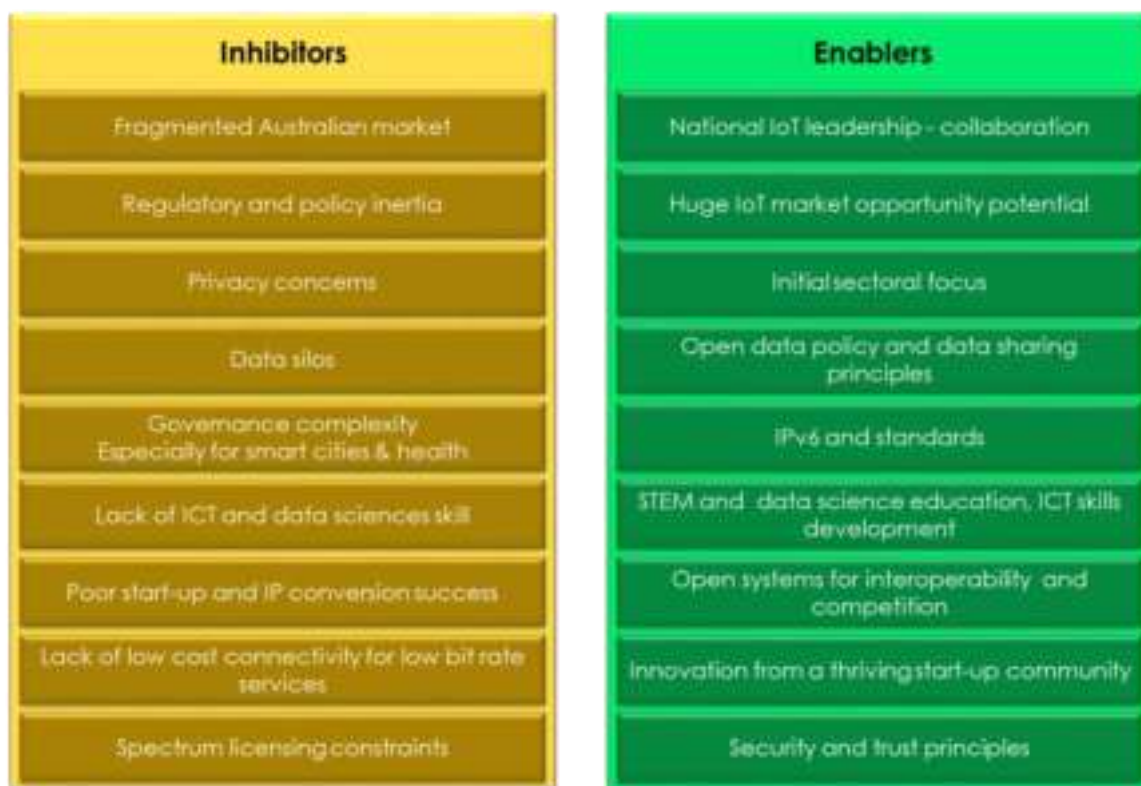 Inhibitors
Fragmented Australian market
Regulatory and policy inertia
Privacy concerns
Data silos
Governance complexity
Especially for smart cities & health
Lack of ICT and data sciences skill
Poor start-up and IP convenion success
Lack of low cost connectivity for low bit rate
services
Spectrum licensing constraints
Enablers
National IoT leadership - collaboration
Huge IoT market opportunity potential
Initial sectoral focus
Open data policy and data sharing
principles
IPv6 and standards
STEM and data science education, ICT skills
development
Open systems for interoperability and
competition
Innovation from a thriving start-up community
Security and trust principles